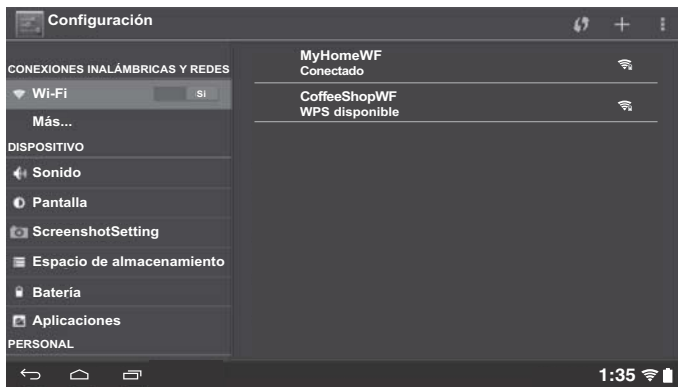 Configuración
CONEXIONES INALÁMBRICAS Y REDES
Wi-Fi
Sí
Más...
DISPOSITIVO
Sonido
Pantalla
ScreenshotSetting
Espacio de almacenamiento
Batería
Aplicaciones
PERSONAL
MyHomeWF
Conectado
CoffeeShopWF
WPS disponible
1:35